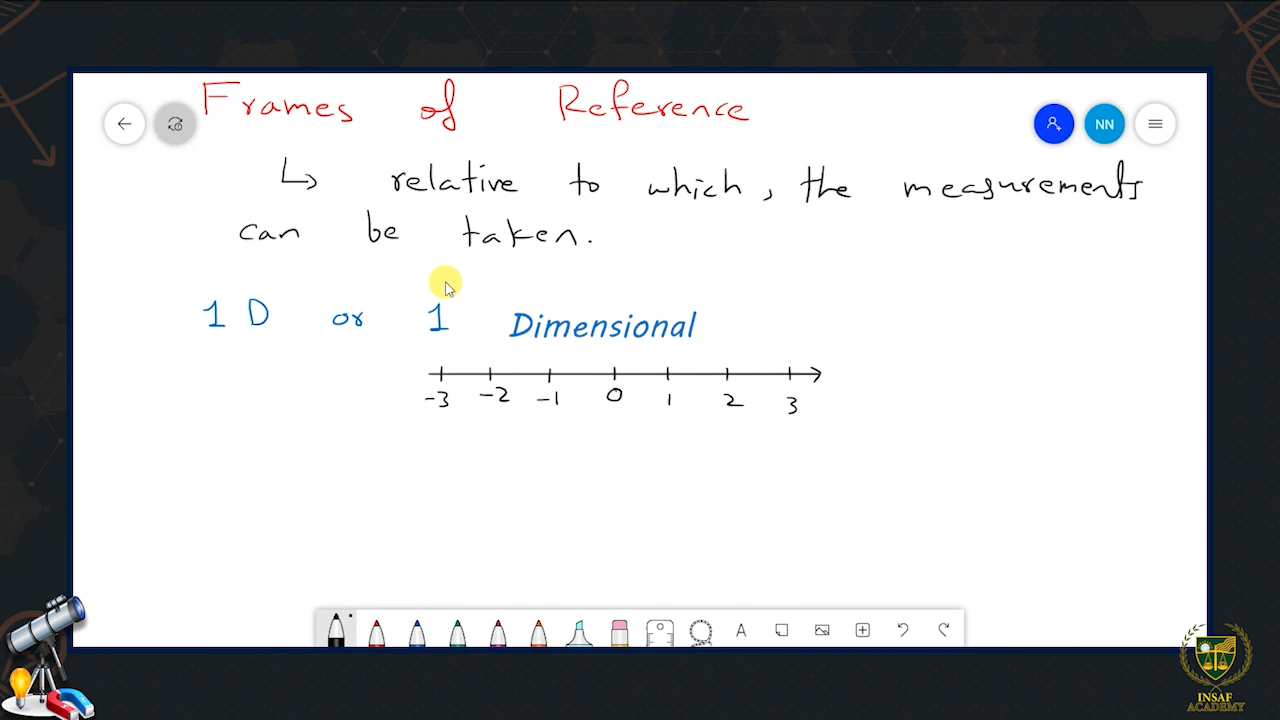 Frames of Reference
NN
↳ relative to which, the measurements
can be taken.
1 D or 1 Dimensional
-3 -2 -1 0 1 2 3
A
INSAF
ACADEMY